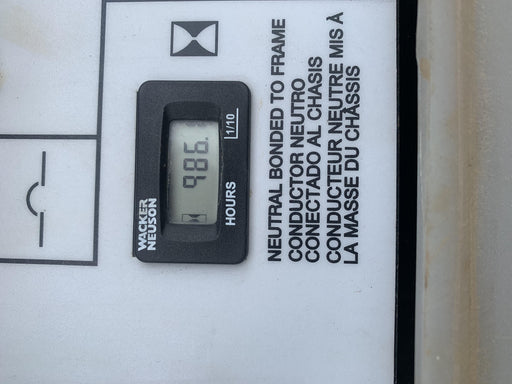 WACKER
NEUSON
986.
HOURS
1/10
NEUTRAL BONDED TO FRAME
CONDUCTOR NEUTRO
CONECTADO AL CHASIS
CONDUCTEUR NEUTRE MIS À
LA MASSE DU CHÂSSIS